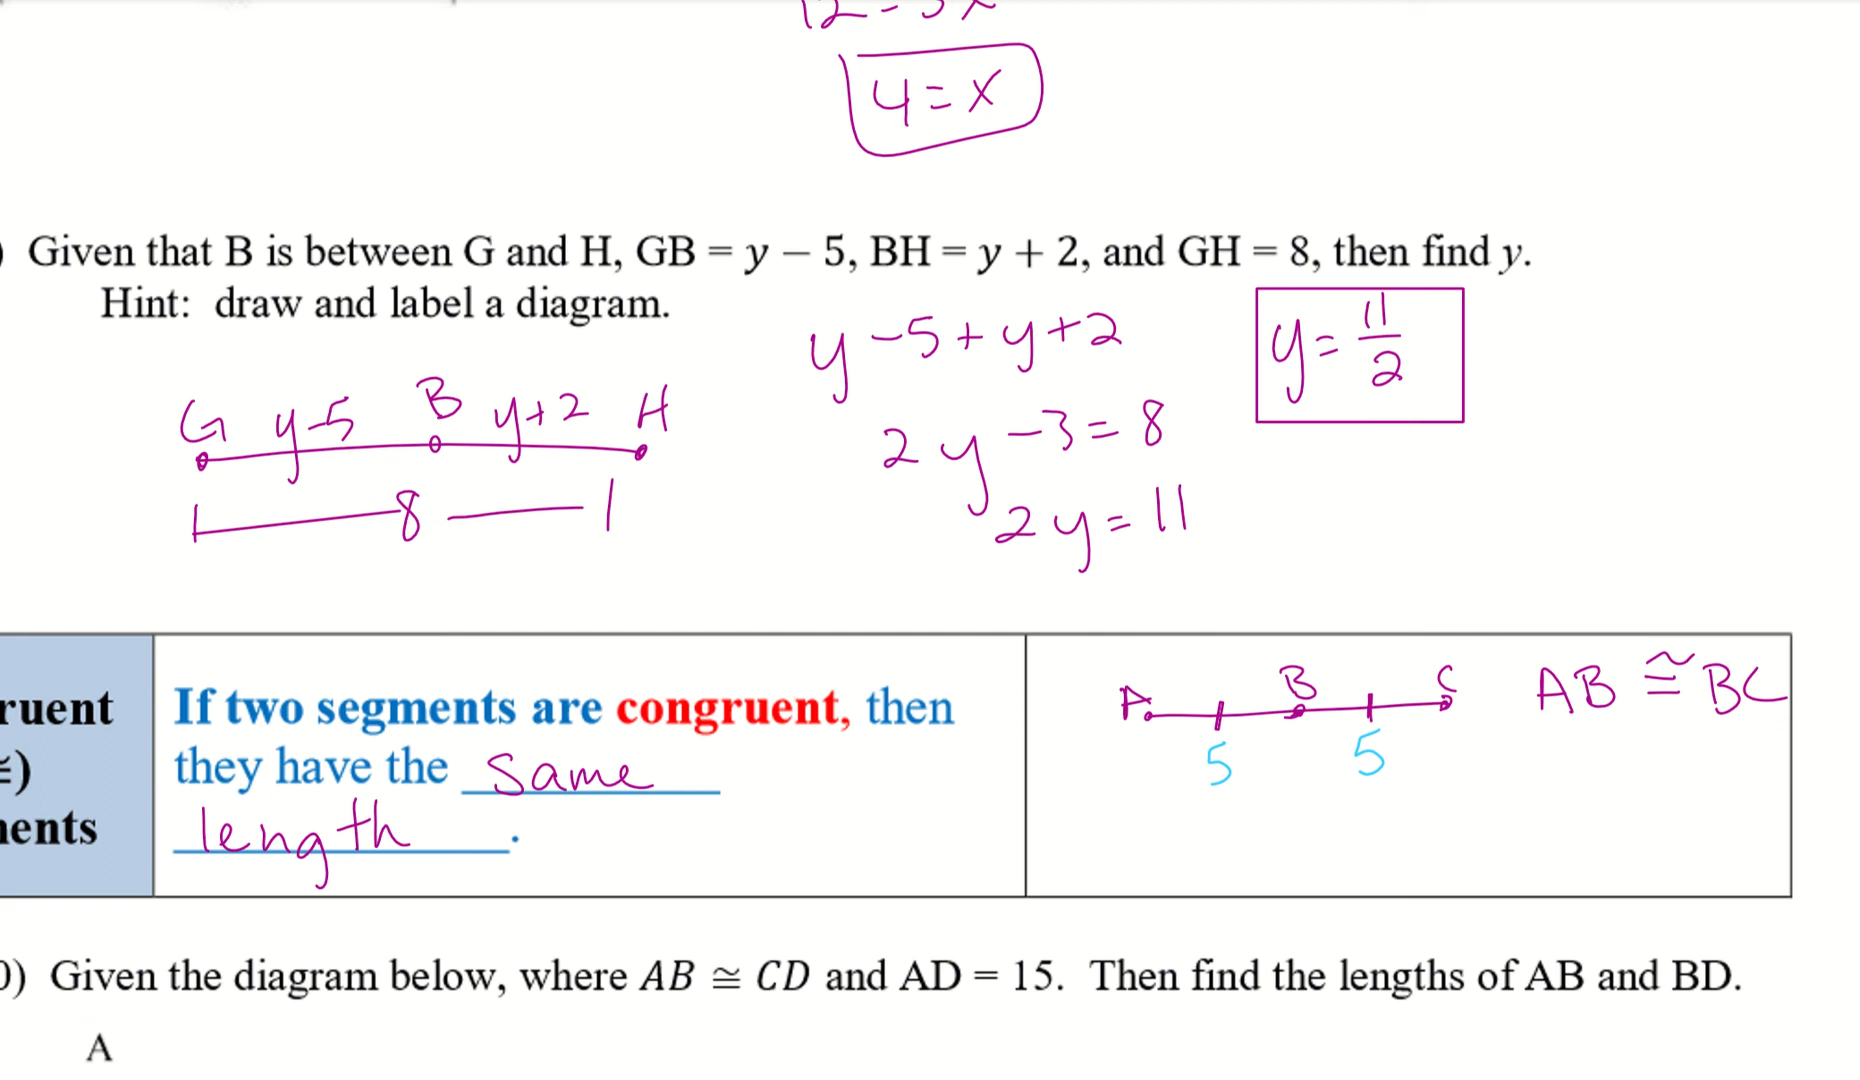 12 = 3x
4 = x
) Given that B is between G and H, GB = y – 5, BH = y + 2, and GH = 8, then find y.
Hint: draw and label a diagram.
y - 5 + y + 2
2y - 3 = 8
2y = 11
y = 11/2
G y-5 B y+2 H
8
ruent
≅)
ments
If two segments are congruent, then
they have the same
length.
A B C AB ≅ BC
5 5
0) Given the diagram below, where AB ≅ CD and AD = 15. Then find the lengths of AB and BD.
A